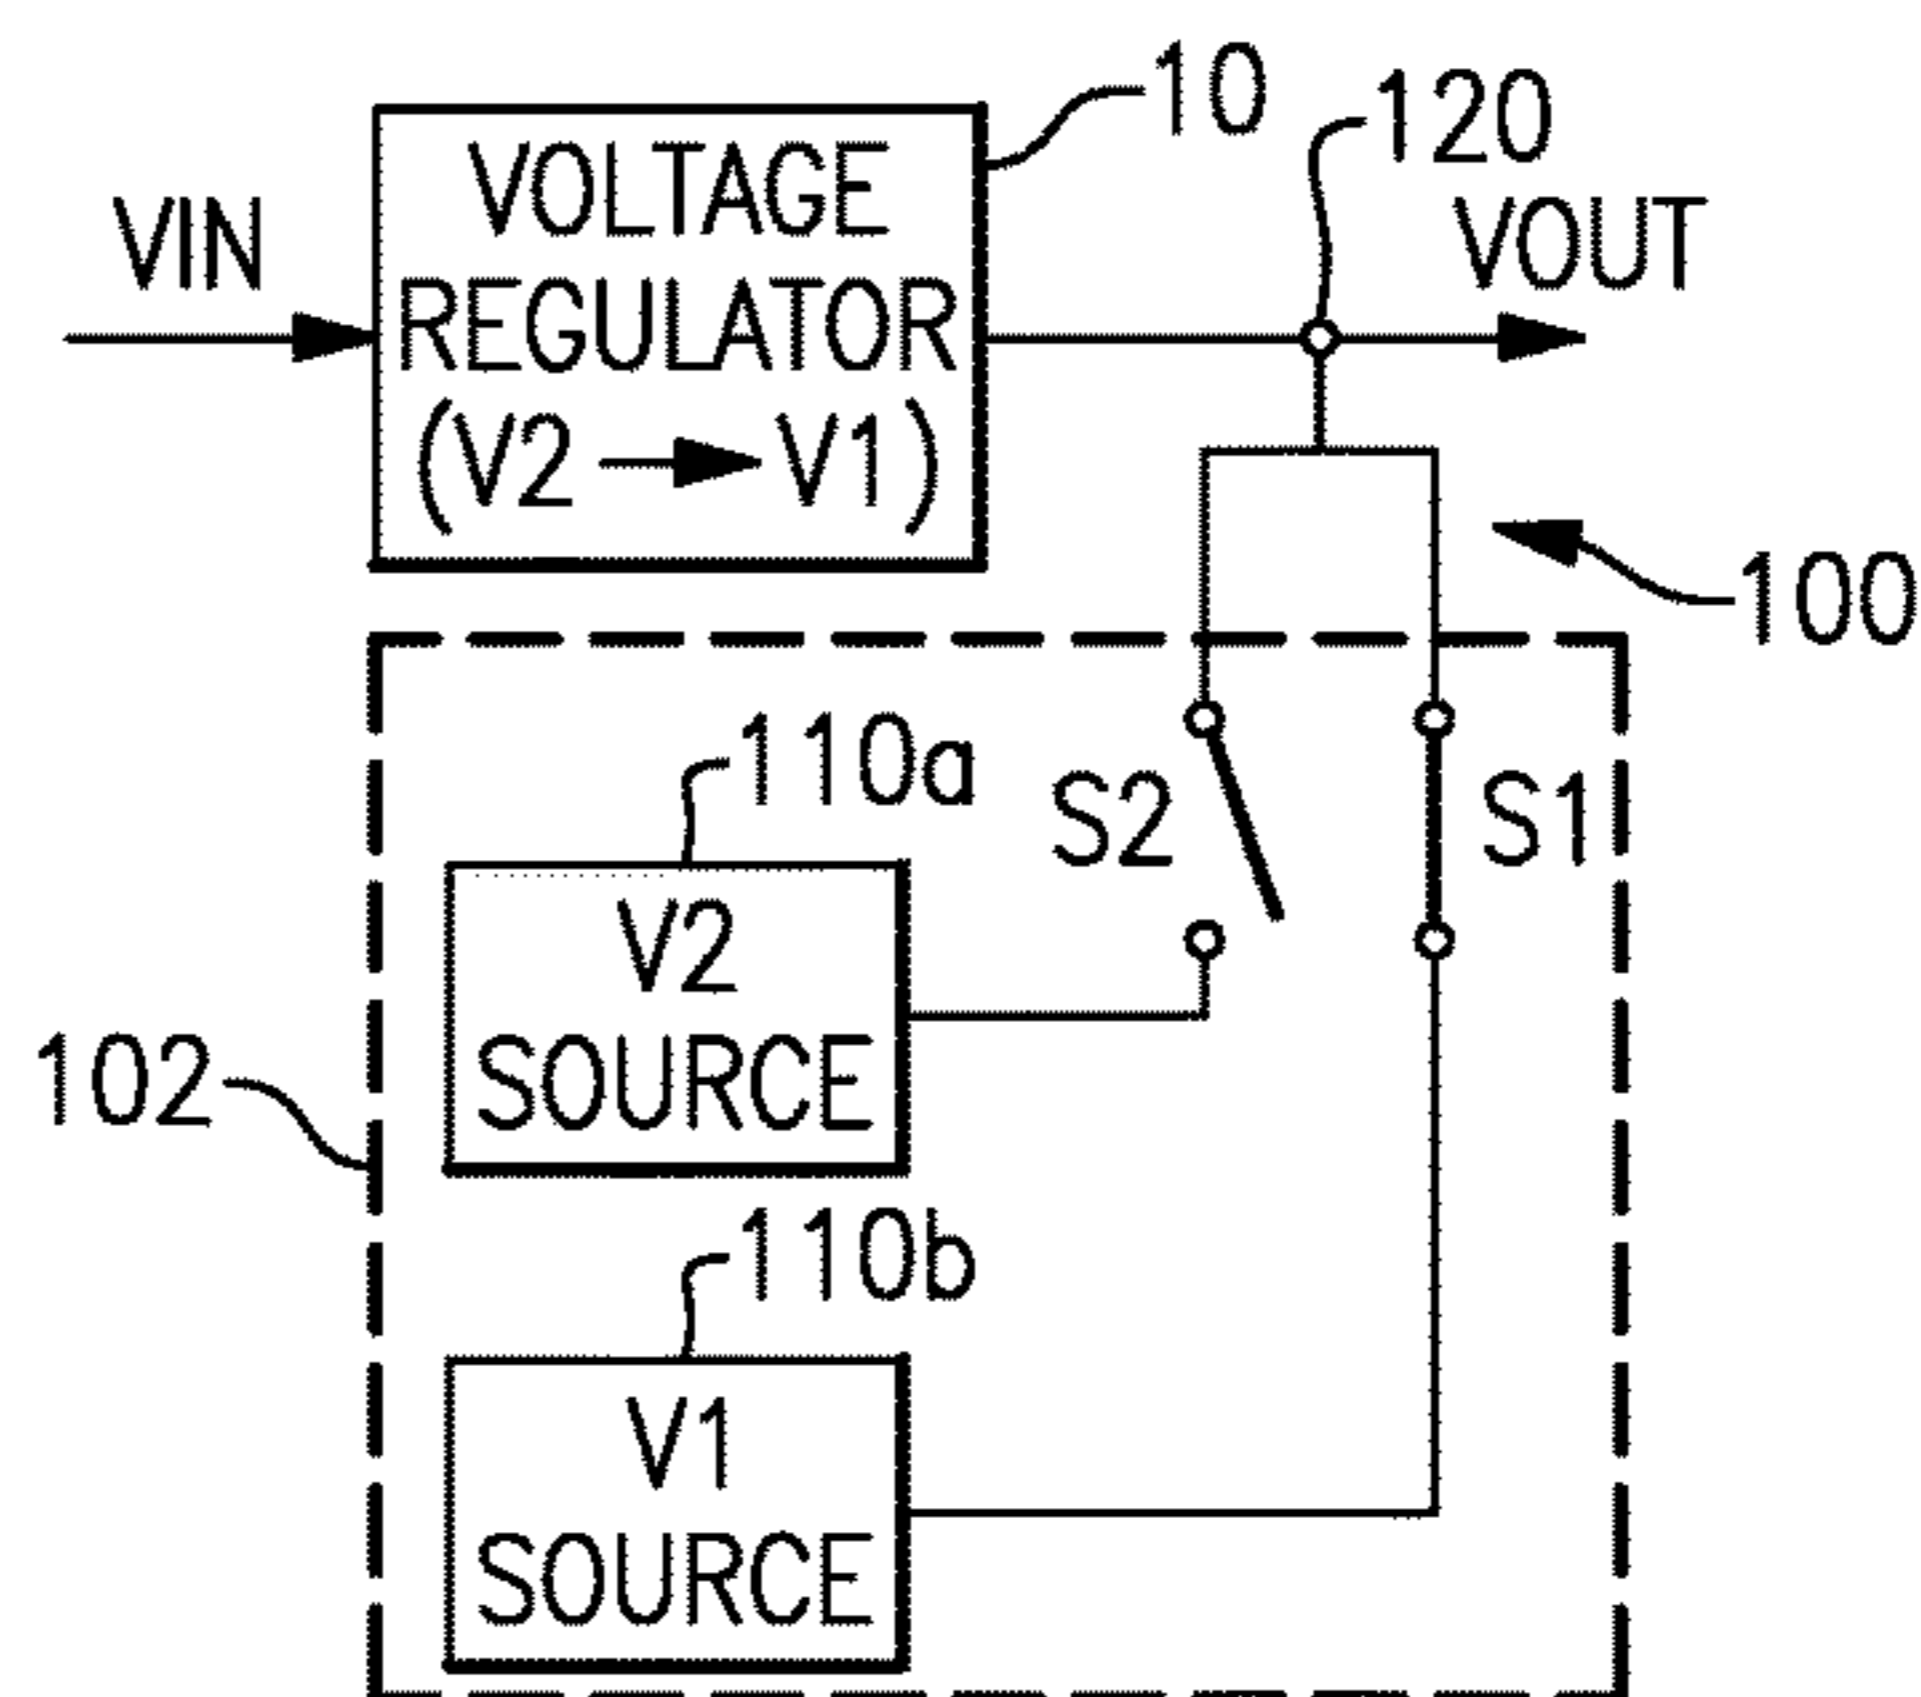 10
120
VIN
VOLTAGE
REGULATOR
(V2 → V1)
VOUT
100
110a
S2
S1
V2
SOURCE
102
110b
V1
SOURCE